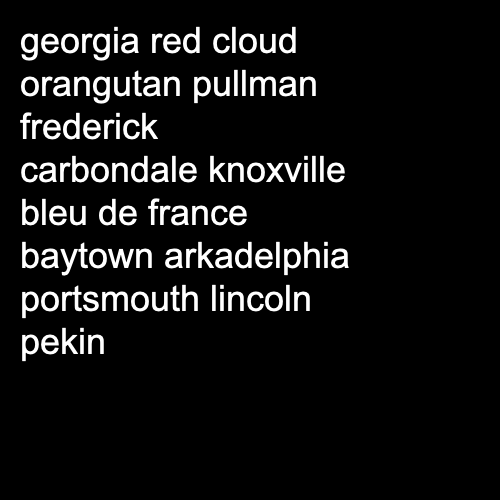 georgia red cloud
orangutan pullman
frederick
carbondale knoxville
bleu de france
baytown arkadelphia
portsmouth lincoln
pekin